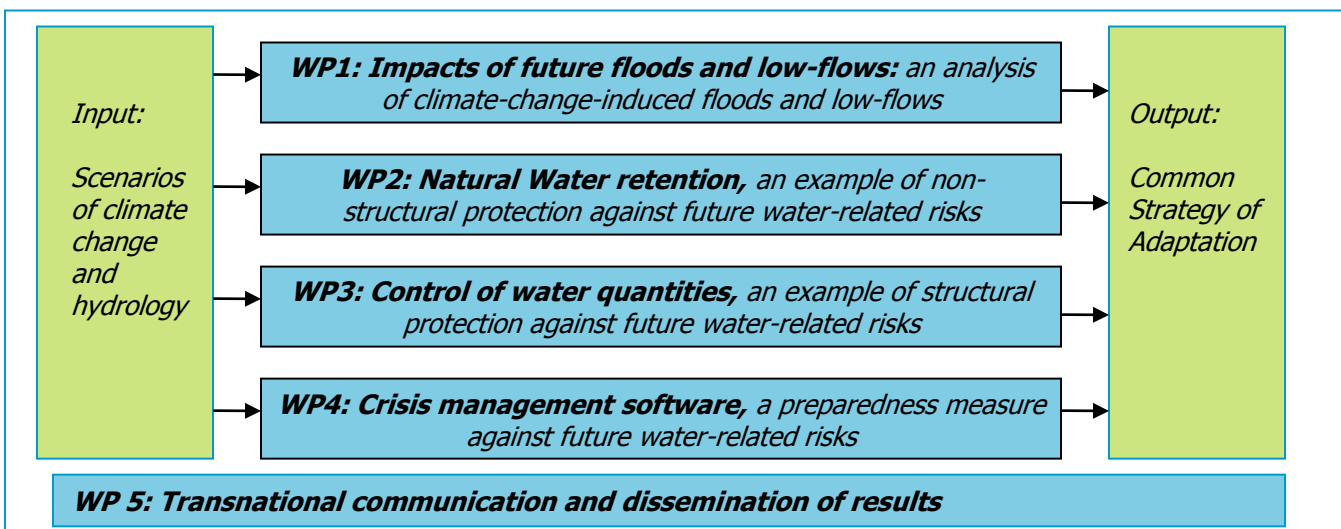 Input:
Scenarios
of climate
change
and
hydrology
WP1: Impacts of future floods and low-flows: an analysis
of climate-change-induced floods and low-flows
WP2: Natural Water retention, an example of non-
structural protection against future water-related risks
WP3: Control of water quantities, an example of structural
protection against future water-related risks
WP4: Crisis management software, a preparedness measure
against future water-related risks
Output:
Common
Strategy of
Adaptation
WP 5: Transnational communication and dissemination of results